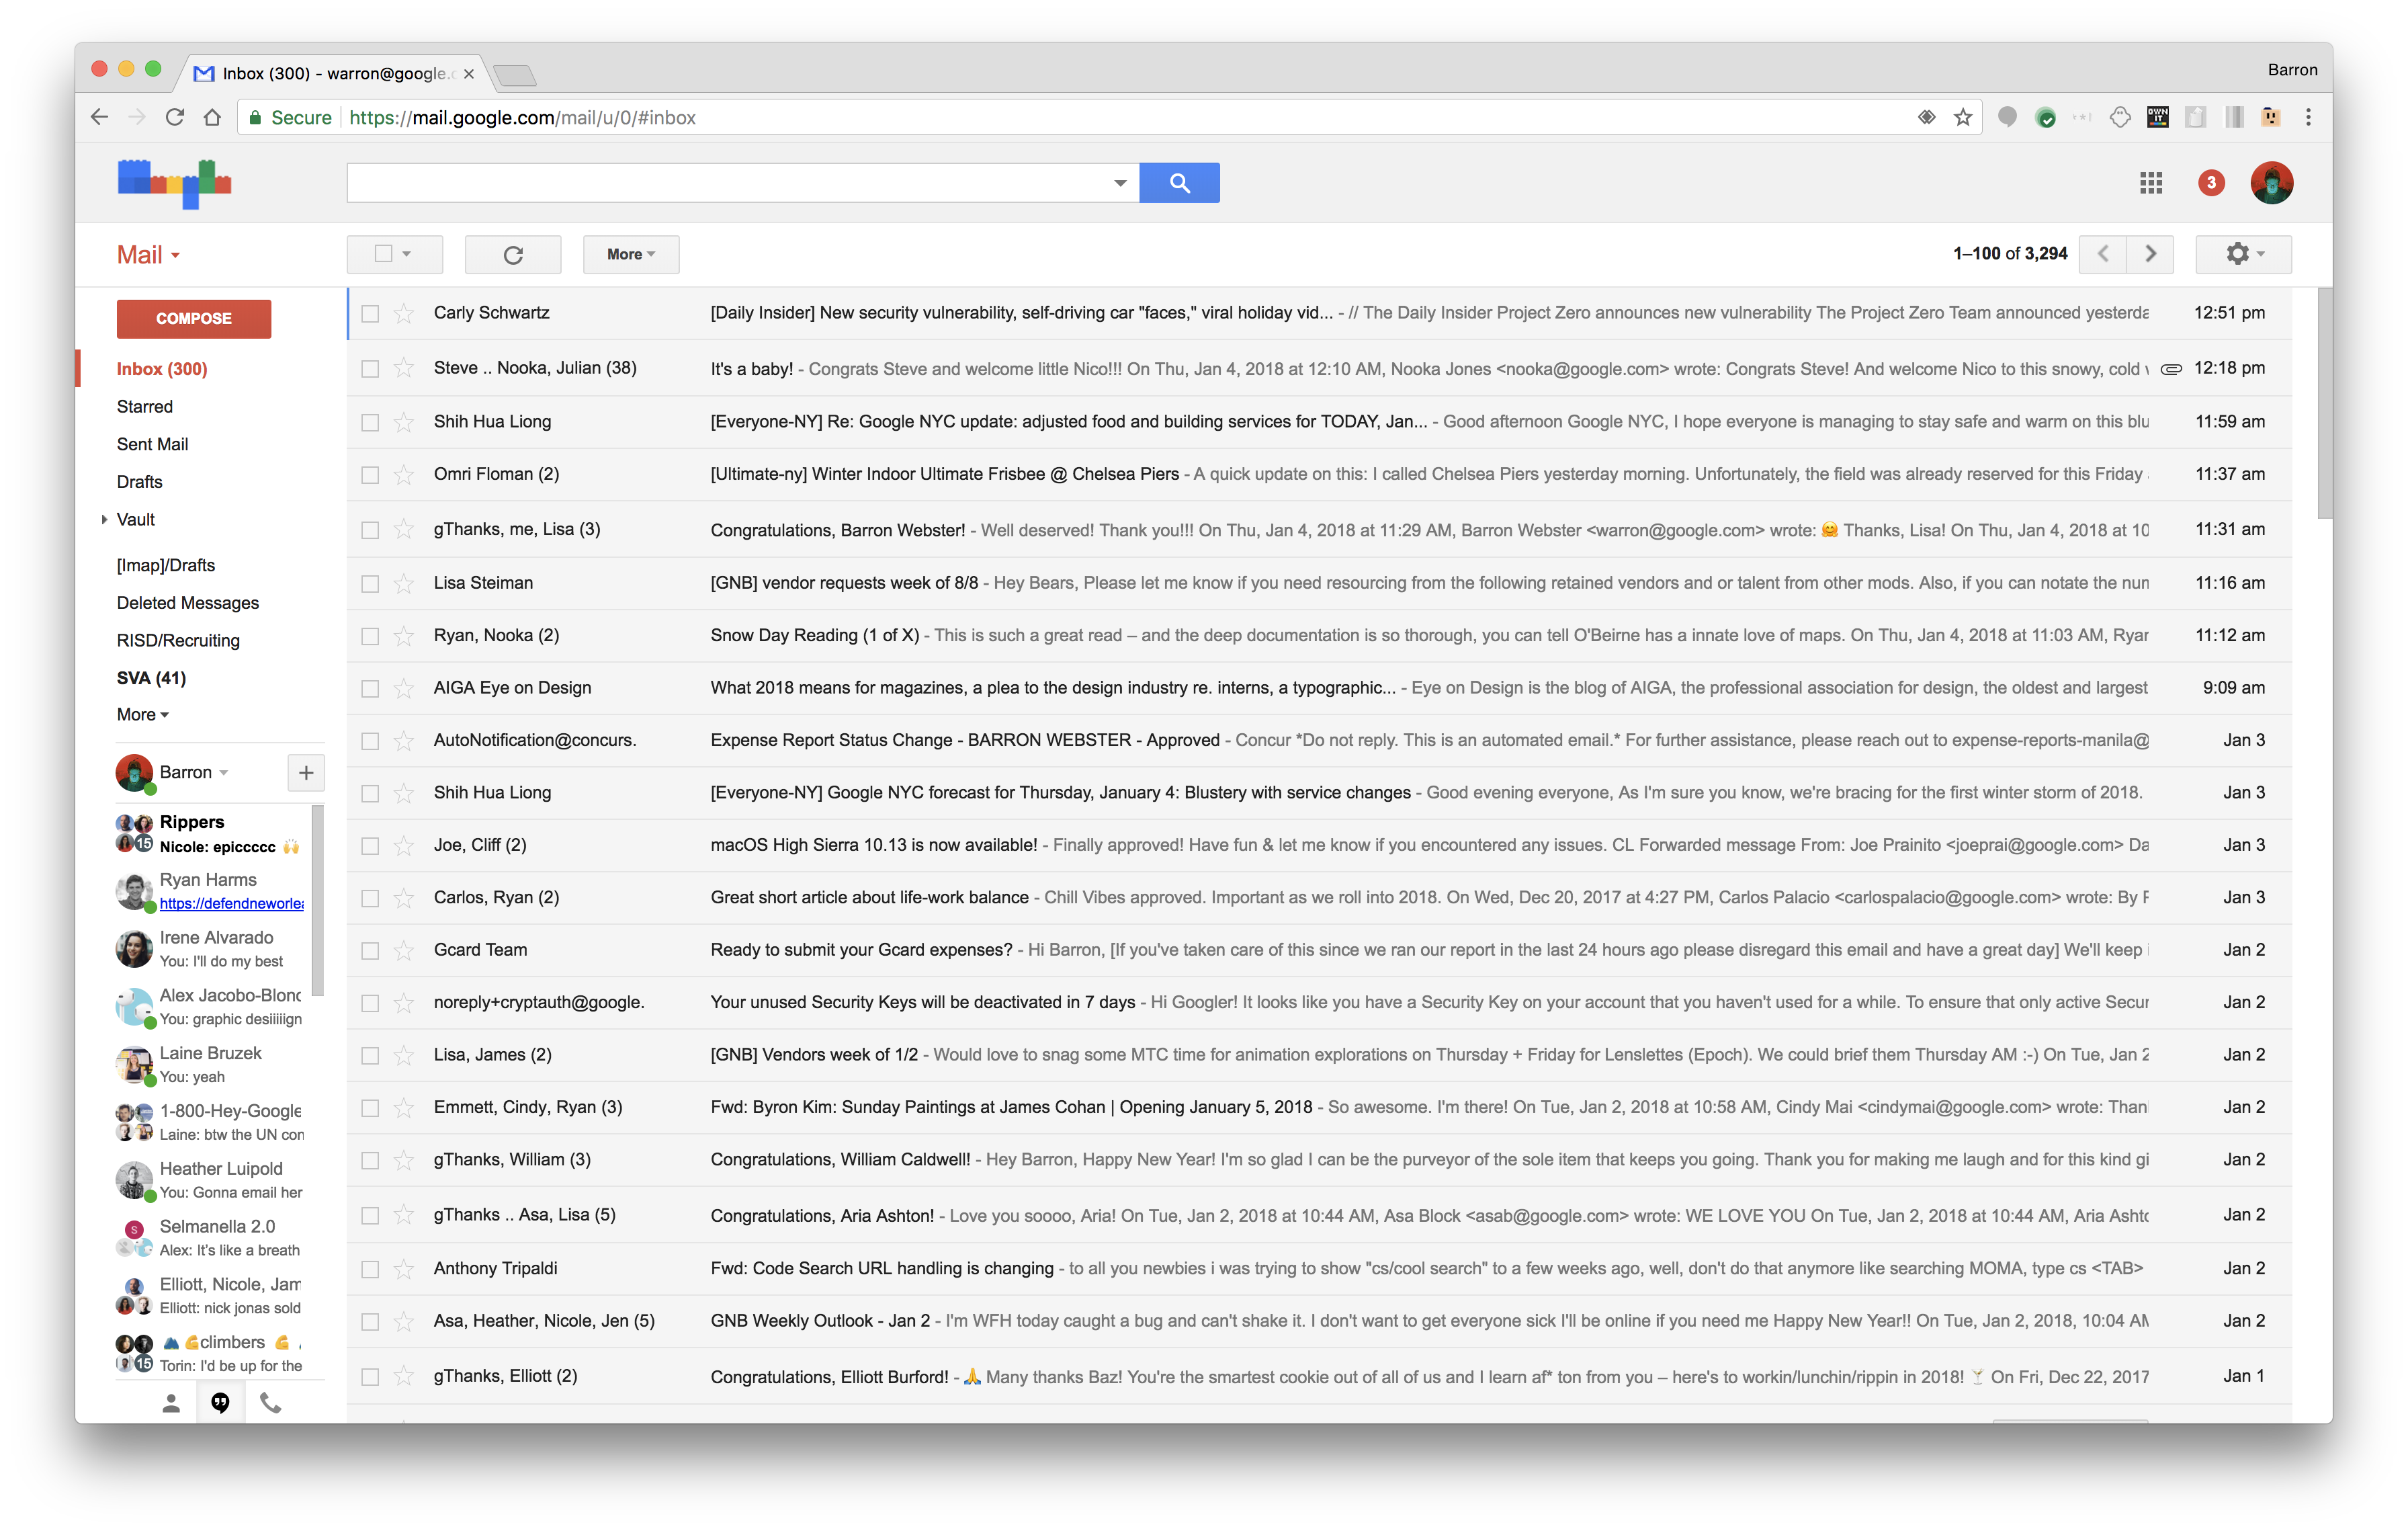 Inbox (300) - warron@google.c
Barron
Secure https://mail.google.com/mail/u/0/#inbox
OWN IT
3
Mail
More
1–100 of 3,294
COMPOSE
Inbox (300)
Starred
Sent Mail
Drafts
Vault
[Imap]/Drafts
Deleted Messages
RISD/Recruiting
SVA (41)
More
Barron
Rippers
15
Nicole: epiccccc 🙌
Ryan Harms
https://defendneworlea
Irene Alvarado
You: I'll do my best
Alex Jacobo-Blonc
You: graphic desiiiiign
Laine Bruzek
You: yeah
1-800-Hey-Google
Laine: btw the UN con
Heather Luipold
You: Gonna email her
S
Selmanella 2.0
Alex: It's like a breath
Elliott, Nicole, Jam
Elliott: nick jonas sold
💪climbers 💪
15
Torin: I'd be up for the
Carly Schwartz [Daily Insider] New security vulnerability, self-driving car "faces," viral holiday vid... - // The Daily Insider Project Zero announces new vulnerability The Project Zero Team announced yesterda 12:51 pm
Steve .. Nooka, Julian (38) It's a baby! - Congrats Steve and welcome little Nico!!! On Thu, Jan 4, 2018 at 12:10 AM, Nooka Jones <nooka@google.com> wrote: Congrats Steve! And welcome Nico to this snowy, cold v 12:18 pm
Shih Hua Liong [Everyone-NY] Re: Google NYC update: adjusted food and building services for TODAY, Jan... - Good afternoon Google NYC, I hope everyone is managing to stay safe and warm on this blu 11:59 am
Omri Floman (2) [Ultimate-ny] Winter Indoor Ultimate Frisbee @ Chelsea Piers - A quick update on this: I called Chelsea Piers yesterday morning. Unfortunately, the field was already reserved for this Friday 11:37 am
gThanks, me, Lisa (3) Congratulations, Barron Webster! - Well deserved! Thank you!!! On Thu, Jan 4, 2018 at 11:29 AM, Barron Webster <warron@google.com> wrote: 🤗 Thanks, Lisa! On Thu, Jan 4, 2018 at 10 11:31 am
Lisa Steiman [GNB] vendor requests week of 8/8 - Hey Bears, Please let me know if you need resourcing from the following retained vendors and or talent from other mods. Also, if you can notate the nun 11:16 am
Ryan, Nooka (2) Snow Day Reading (1 of X) - This is such a great read – and the deep documentation is so thorough, you can tell O'Beirne has a innate love of maps. On Thu, Jan 4, 2018 at 11:03 AM, Ryan 11:12 am
AIGA Eye on Design What 2018 means for magazines, a plea to the design industry re. interns, a typographic... - Eye on Design is the blog of AIGA, the professional association for design, the oldest and largest 9:09 am
AutoNotification@concurs. Expense Report Status Change - BARRON WEBSTER - Approved - Concur *Do not reply. This is an automated email.* For further assistance, please reach out to expense-reports-manila@ Jan 3
Shih Hua Liong [Everyone-NY] Google NYC forecast for Thursday, January 4: Blustery with service changes - Good evening everyone, As I'm sure you know, we're bracing for the first winter storm of 2018. Jan 3
Joe, Cliff (2) macOS High Sierra 10.13 is now available! - Finally approved! Have fun & let me know if you encountered any issues. CL Forwarded message From: Joe Prainito <joeprai@google.com> Da Jan 3
Carlos, Ryan (2) Great short article about life-work balance - Chill Vibes approved. Important as we roll into 2018. On Wed, Dec 20, 2017 at 4:27 PM, Carlos Palacio <carlospalacio@google.com> wrote: By F Jan 3
Gcard Team Ready to submit your Gcard expenses? - Hi Barron, [If you've taken care of this since we ran our report in the last 24 hours ago please disregard this email and have a great day] We'll keep i Jan 2
noreply+cryptauth@google. Your unused Security Keys will be deactivated in 7 days - Hi Googler! It looks like you have a Security Key on your account that you haven't used for a while. To ensure that only active Secur Jan 2
Lisa, James (2) [GNB] Vendors week of 1/2 - Would love to snag some MTC time for animation explorations on Thursday + Friday for Lenslettes (Epoch). We could brief them Thursday AM :-) On Tue, Jan 2 Jan 2
Emmett, Cindy, Ryan (3) Fwd: Byron Kim: Sunday Paintings at James Cohan | Opening January 5, 2018 - So awesome. I'm there! On Tue, Jan 2, 2018 at 10:58 AM, Cindy Mai <cindymai@google.com> wrote: Than Jan 2
gThanks, William (3) Congratulations, William Caldwell! - Hey Barron, Happy New Year! I'm so glad I can be the purveyor of the sole item that keeps you going. Thank you for making me laugh and for this kind gi Jan 2
gThanks .. Asa, Lisa (5) Congratulations, Aria Ashton! - Love you soooo, Aria! On Tue, Jan 2, 2018 at 10:44 AM, Asa Block <asab@google.com> wrote: WE LOVE YOU On Tue, Jan 2, 2018 at 10:44 AM, Aria Ashto Jan 2
Anthony Tripaldi Fwd: Code Search URL handling is changing - to all you newbies i was trying to show "cs/cool search" to a few weeks ago, well, don't do that anymore like searching MOMA, type cs <TAB> Jan 2
Asa, Heather, Nicole, Jen (5) GNB Weekly Outlook - Jan 2 - I'm WFH today caught a bug and can't shake it. I don't want to get everyone sick I'll be online if you need me Happy New Year!! On Tue, Jan 2, 2018, 10:04 AM Jan 2
gThanks, Elliott (2) Congratulations, Elliott Burford! - 🙏 Many thanks Baz! You're the smartest cookie out of all of us and I learn af* ton from you – here's to workin/lunchin/rippin in 2018! 🍸 On Fri, Dec 22, 2017 Jan 1